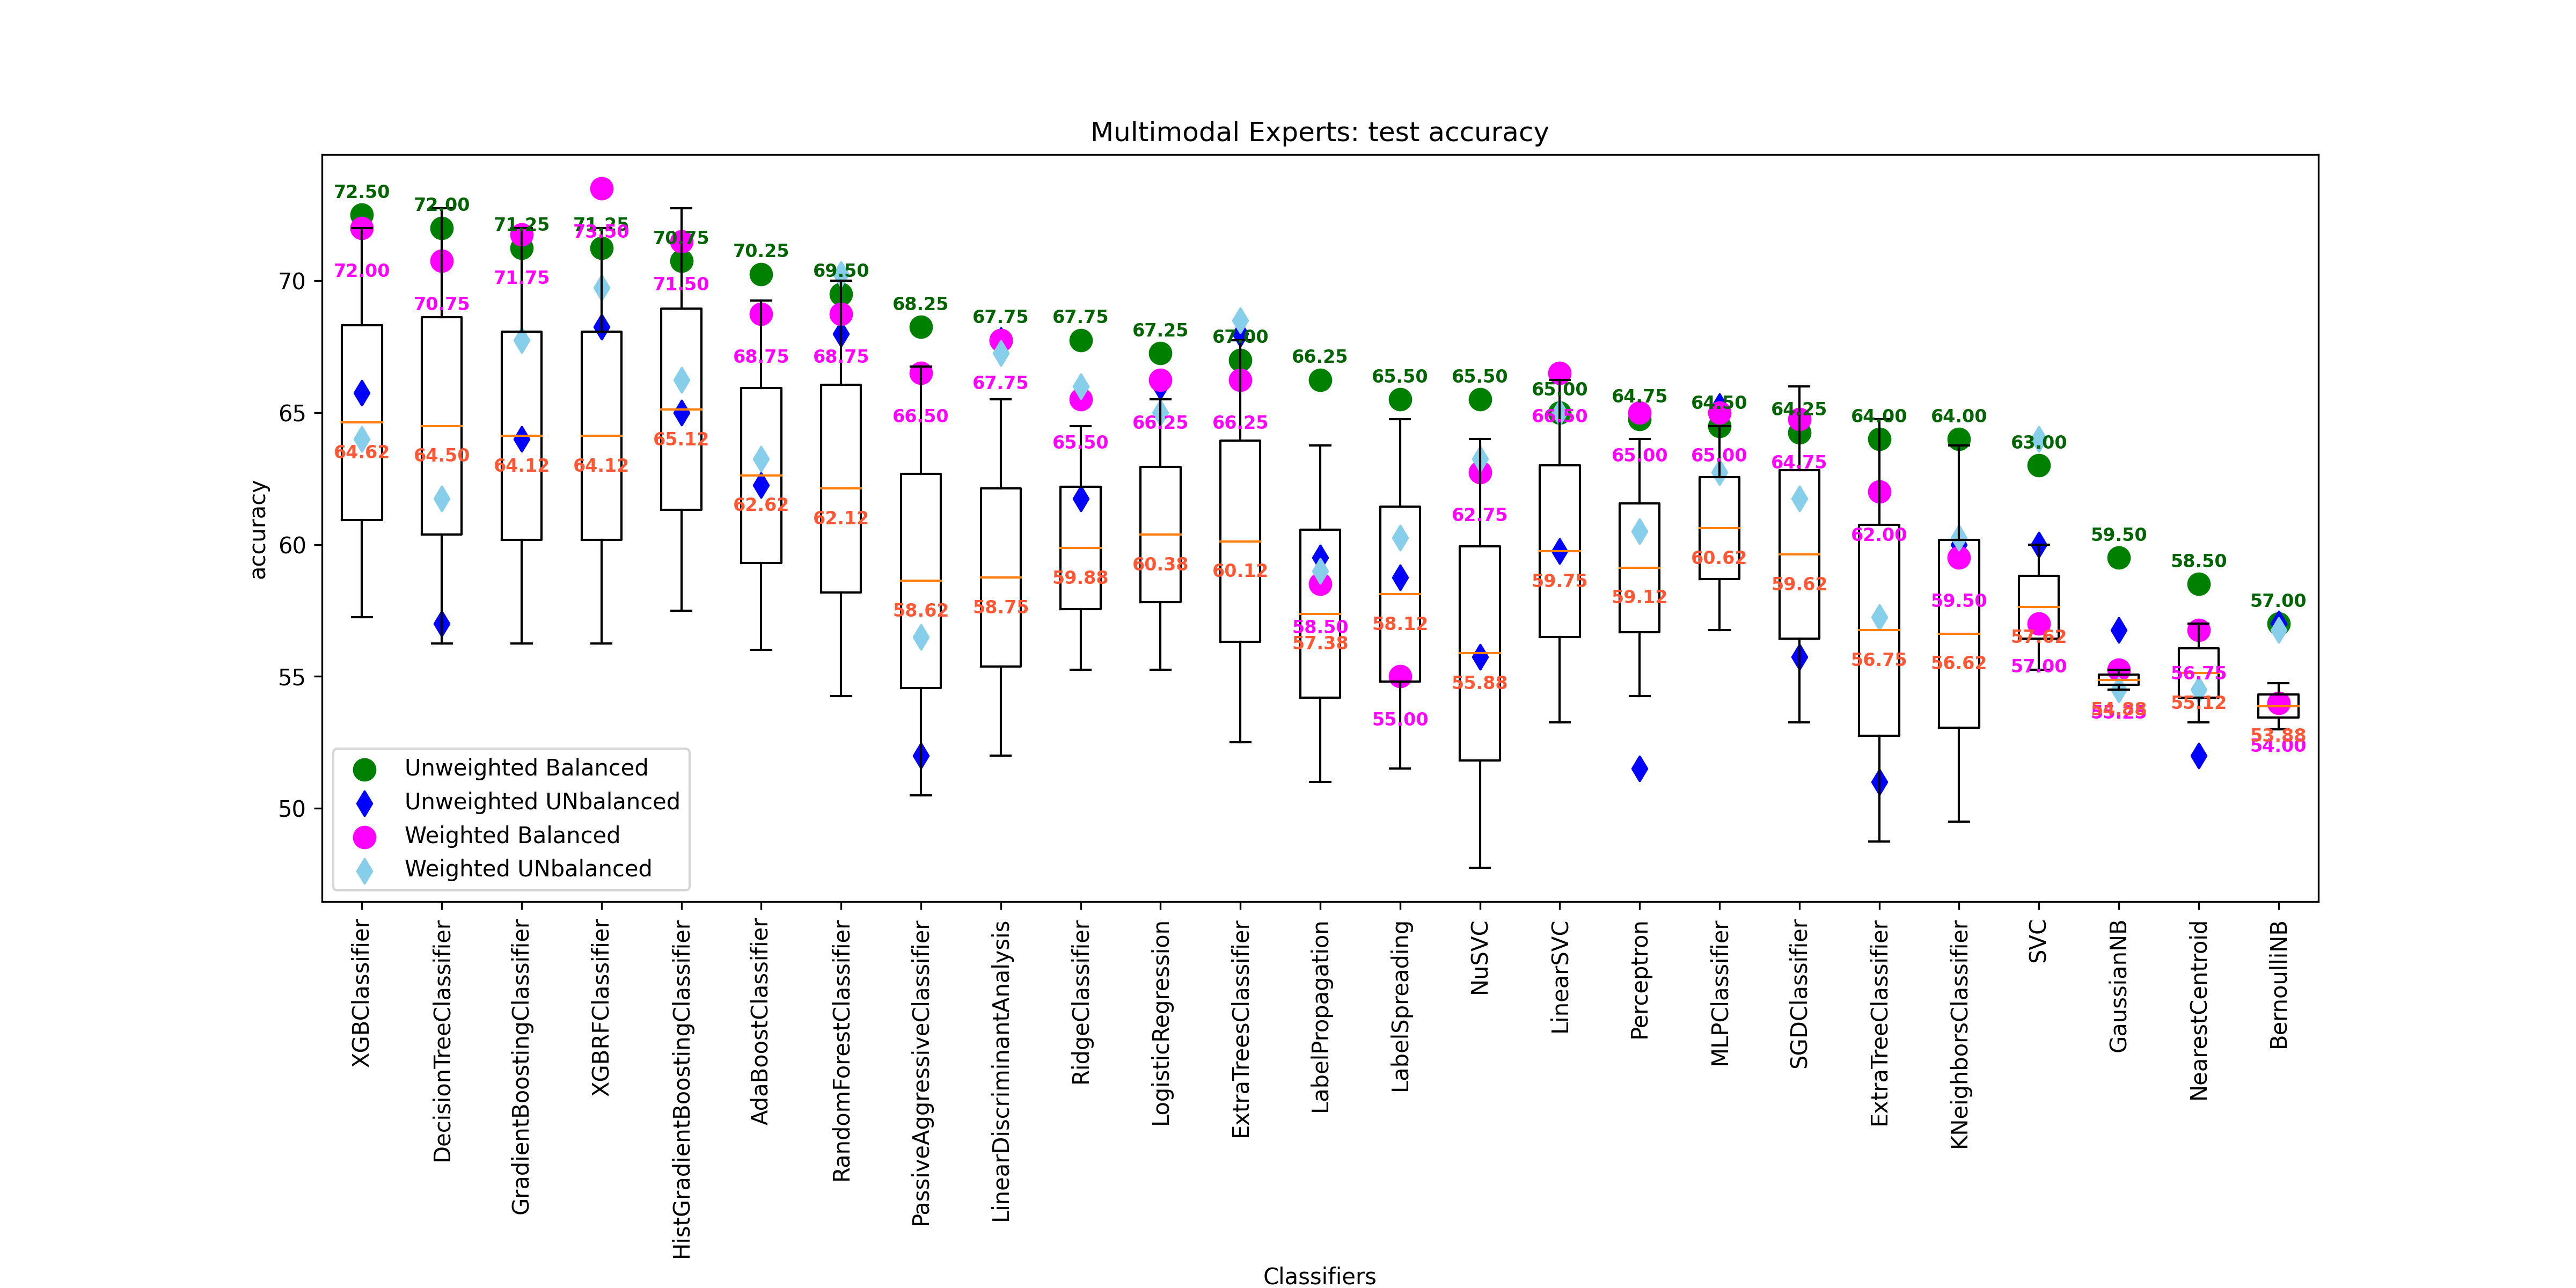 Multimodal Experts: test accuracy
accuracy
70
65
60
55
50
72.50
72.00
71.25
71.25
70.75
70.25
69.50
68.25
67.75
67.75
67.25
67.00
66.25
65.50
65.50
65.00
64.75
64.50
64.25
64.00
64.00
63.00
59.50
58.50
57.00
72.00
70.75
71.75
73.50
71.50
68.75
68.75
66.50
67.75
65.50
66.25
66.25
58.50
55.00
62.75
66.50
65.00
65.00
64.75
62.00
59.50
57.00
55.25
56.75
54.00
64.62
64.50
64.12
64.12
65.12
62.62
62.12
58.62
58.75
59.88
60.38
60.12
57.38
58.12
55.88
59.75
59.12
60.62
59.62
56.75
56.62
57.62
54.88
55.12
53.88
Unweighted Balanced
Unweighted UNbalanced
Weighted Balanced
Weighted UNbalanced
XGBClassifier
DecisionTreeClassifier
GradientBoostingClassifier
XGBRFClassifier
HistGradientBoostingClassifier
AdaBoostClassifier
RandomForestClassifier
PassiveAggressiveClassifier
LinearDiscriminantAnalysis
RidgeClassifier
LogisticRegression
ExtraTreesClassifier
LabelPropagation
LabelSpreading
NuSVC
LinearSVC
Perceptron
MLPClassifier
SGDClassifier
ExtraTreeClassifier
KNeighborsClassifier
SVC
GaussianNB
NearestCentroid
BernoulliNB
Classifiers